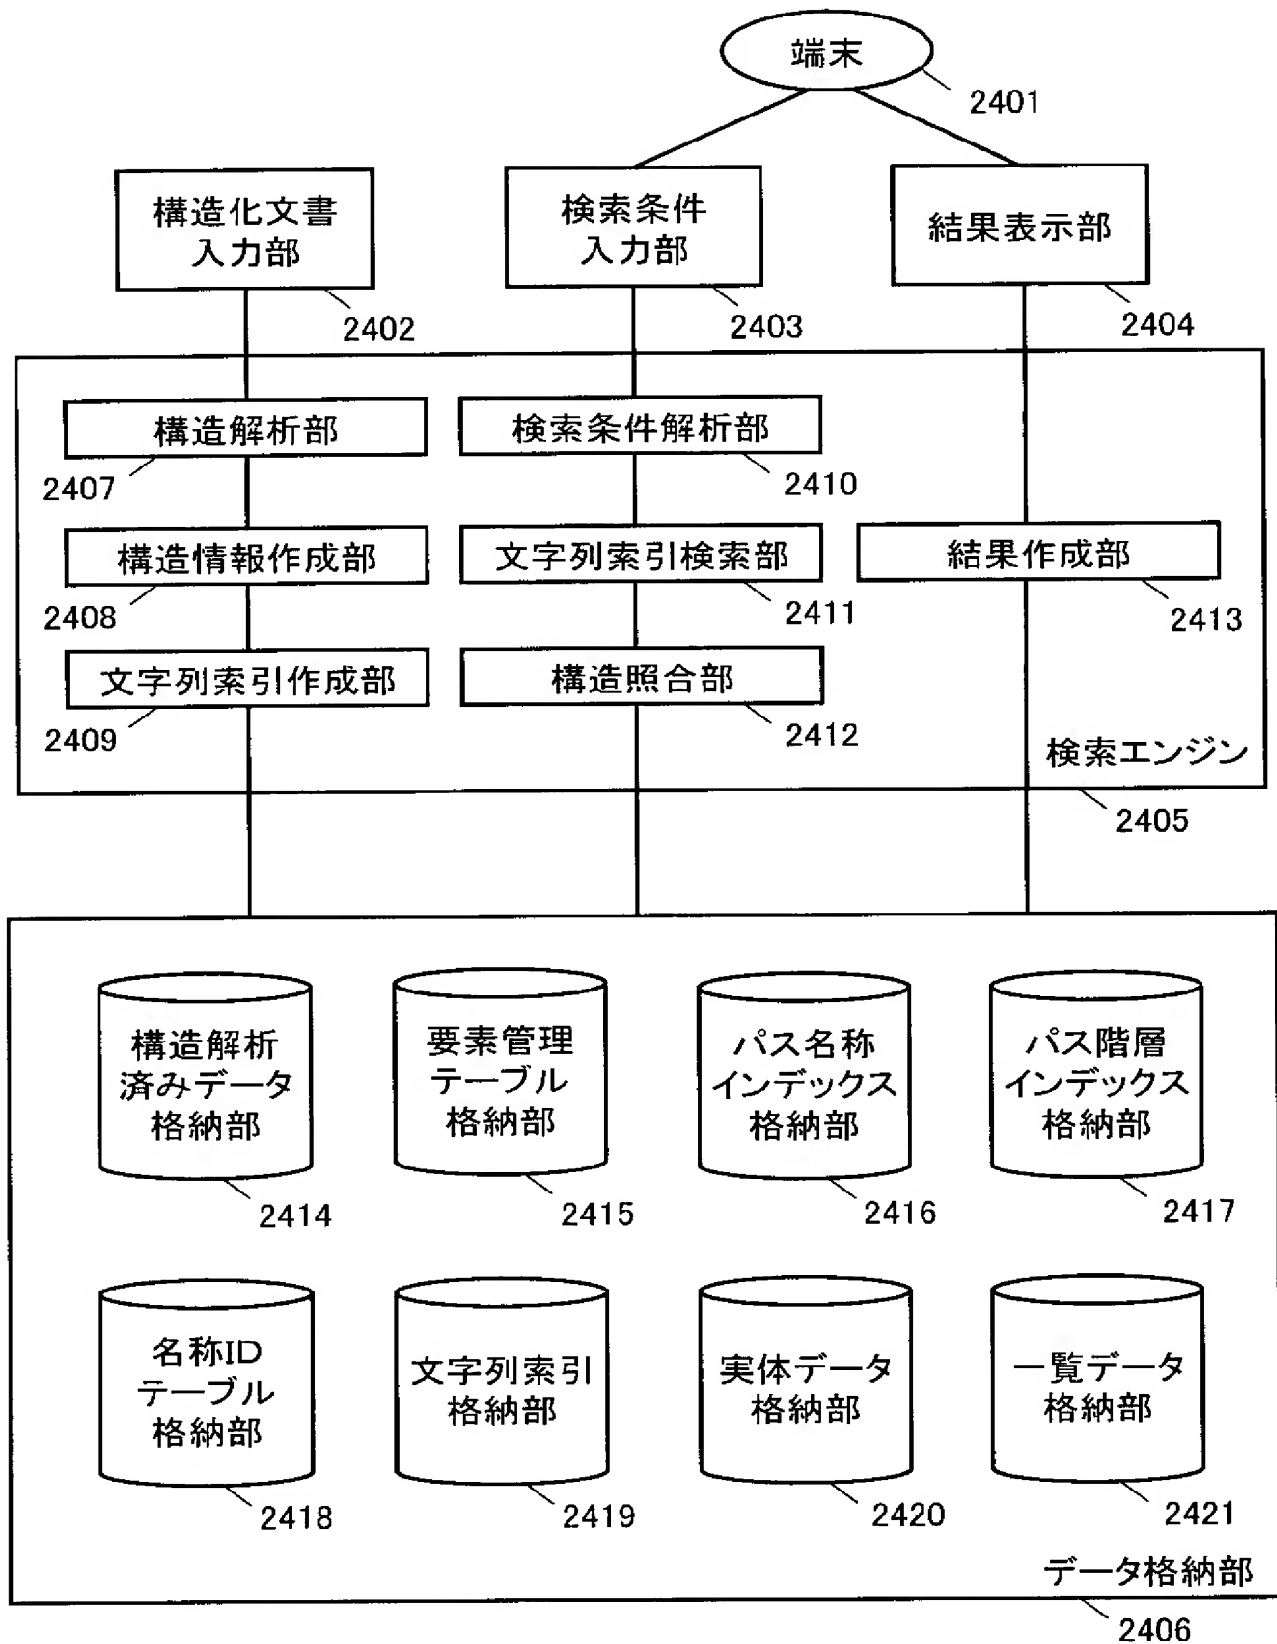 端末
2401
構造化文書
入力部
2402
検索条件
入力部
2403
結果表示部
2404
構造解析部
2407
検索条件解析部
2410
構造情報作成部
2408
文字列索引検索部
2411
結果作成部
2413
文字列索引作成部
2409
構造照合部
2412
検索エンジン
2405
構造解析
済みデータ
格納部
2414
要素管理
テーブル
格納部
2415
パス名称
インデックス
格納部
2416
パス階層
インデックス
格納部
2417
名称ID
テーブル
格納部
2418
文字列索引
格納部
2419
実体データ
格納部
2420
一覧データ
格納部
2421
データ格納部
2406